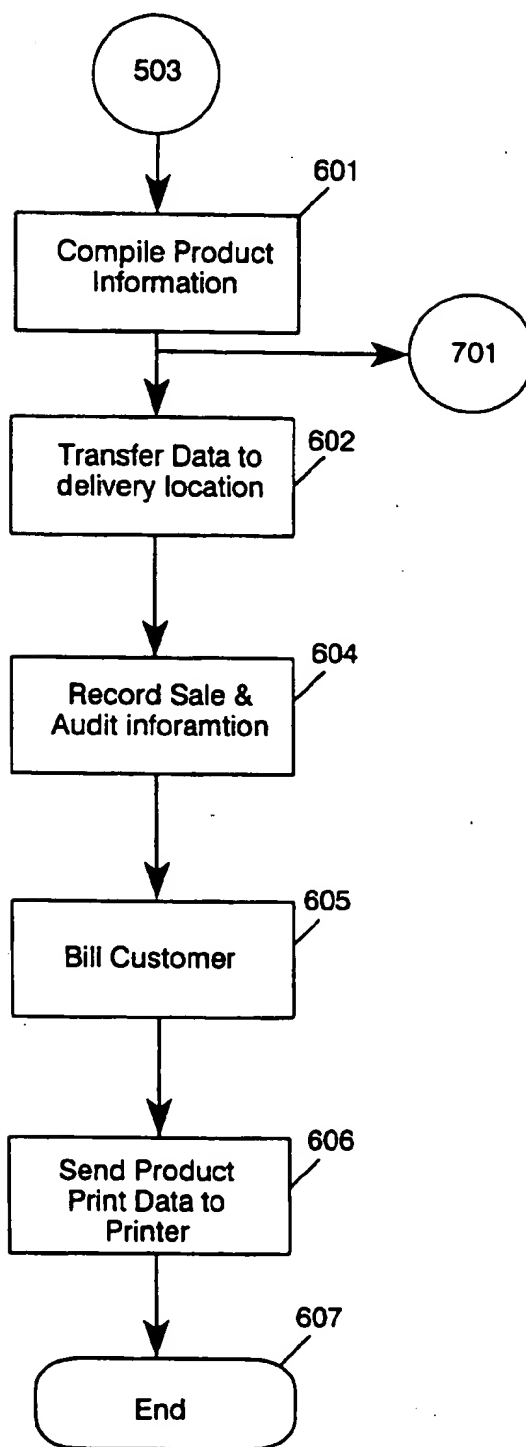 503
601
Compile Product
Information
701
602
Transfer Data to
delivery location
604
Record Sale &
Audit inforamtion
605
Bill Customer
606
Send Product
Print Data to
Printer
607
End